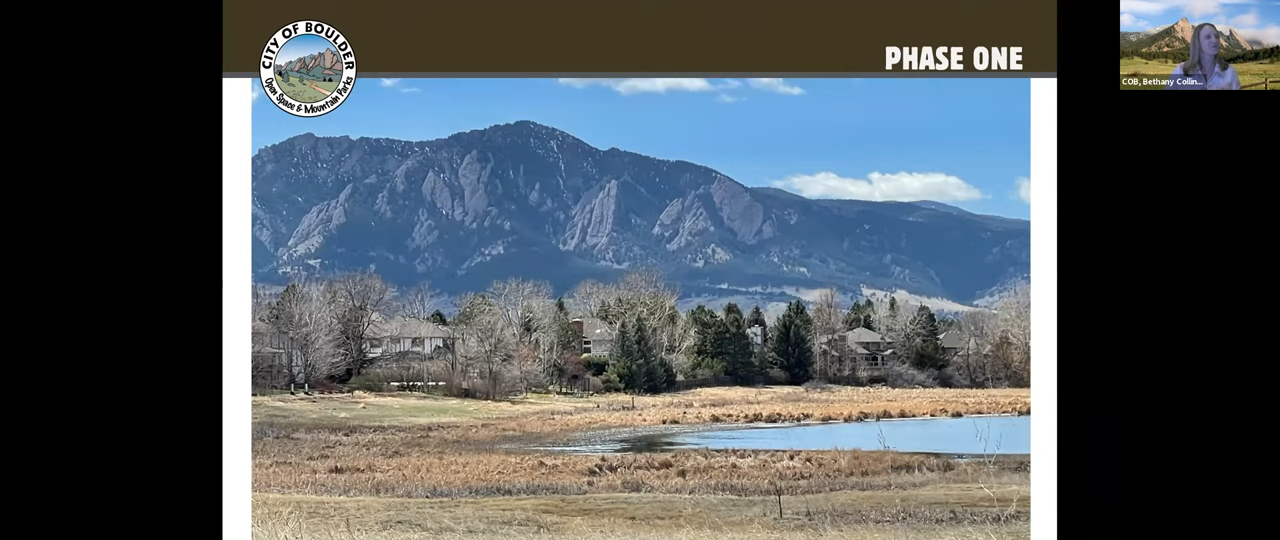 CITY OF BOULDER
Open Space & Mountain Parks
PHASE ONE
COB, Bethany Collin...